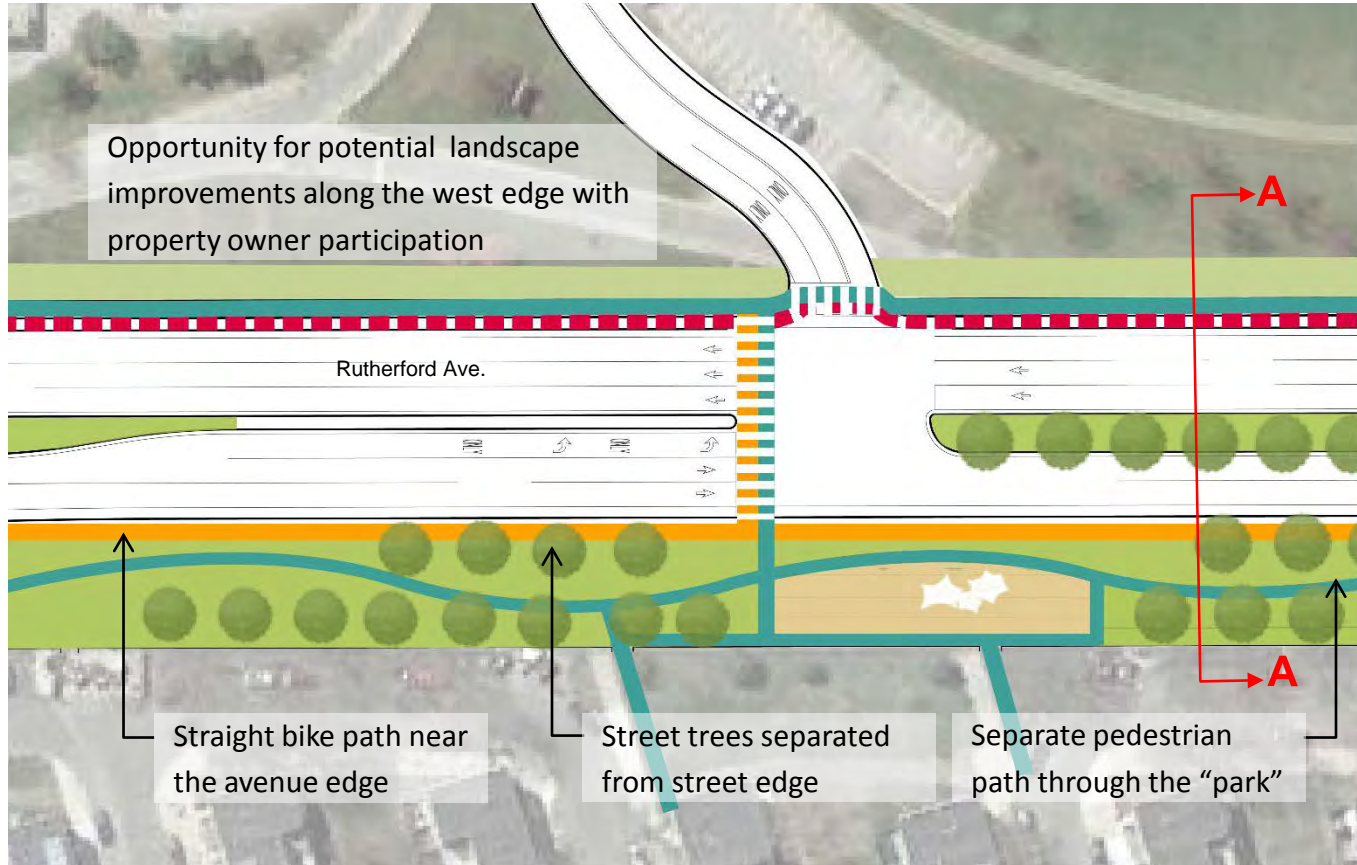 Opportunity for potential landscape
improvements along the west edge with
property owner participation
A
Rutherford Ave.
A
Straight bike path near
the avenue edge
Street trees separated
from street edge
Separate pedestrian
path through the “park”